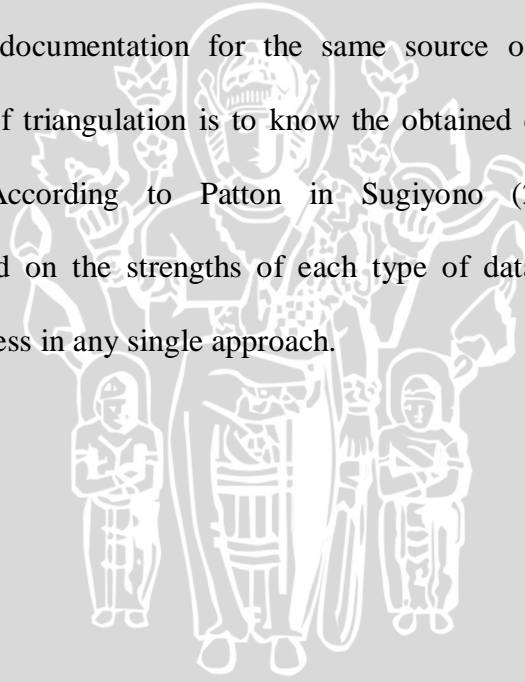 documentation for the same source o
f triangulation is to know the obtained
According to Patton in Sugiyono (
d on the strengths of each type of data
ess in any single approach.